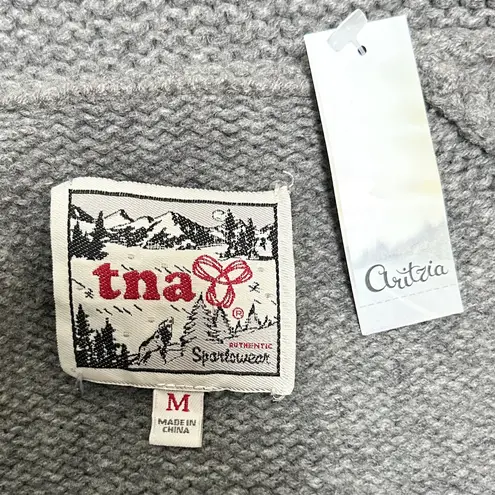 tna
®
AUTHENTIC
Sportswear
M
MADE IN
CHINA
Aritzia